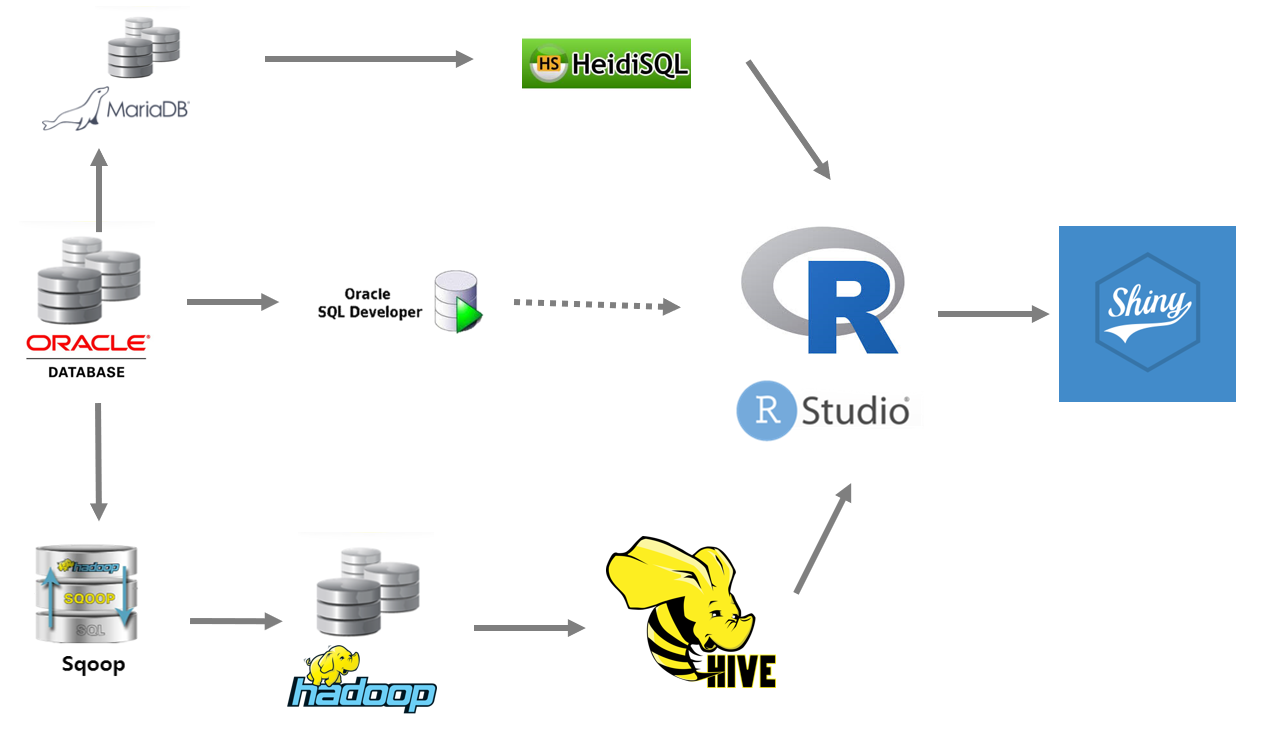 HS HeidiSQL
MariaDB
ORACLE®
DATABASE
Oracle
SQL Developer
R
R Studio®
Shiny
hadoop
SQOOP
SQL
Sqoop
hadoop
HIVE